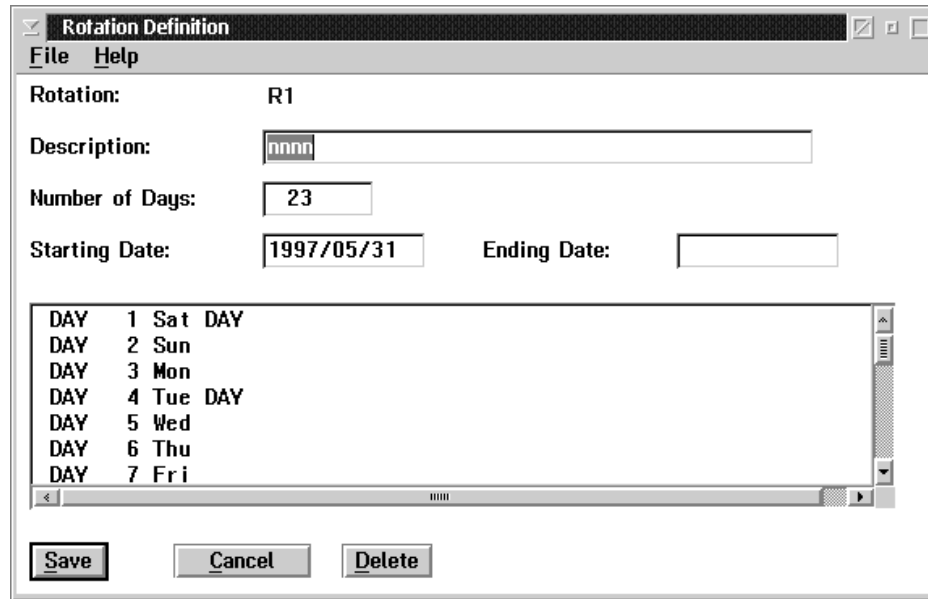 Rotation Definition
File Help
Rotation: R1
Description: nnnn
Number of Days: 23
Starting Date: 1997/05/31 Ending Date:
DAY 1 Sat DAY
DAY 2 Sun
DAY 3 Mon
DAY 4 Tue DAY
DAY 5 Wed
DAY 6 Thu
DAY 7 Fri
Save Cancel Delete